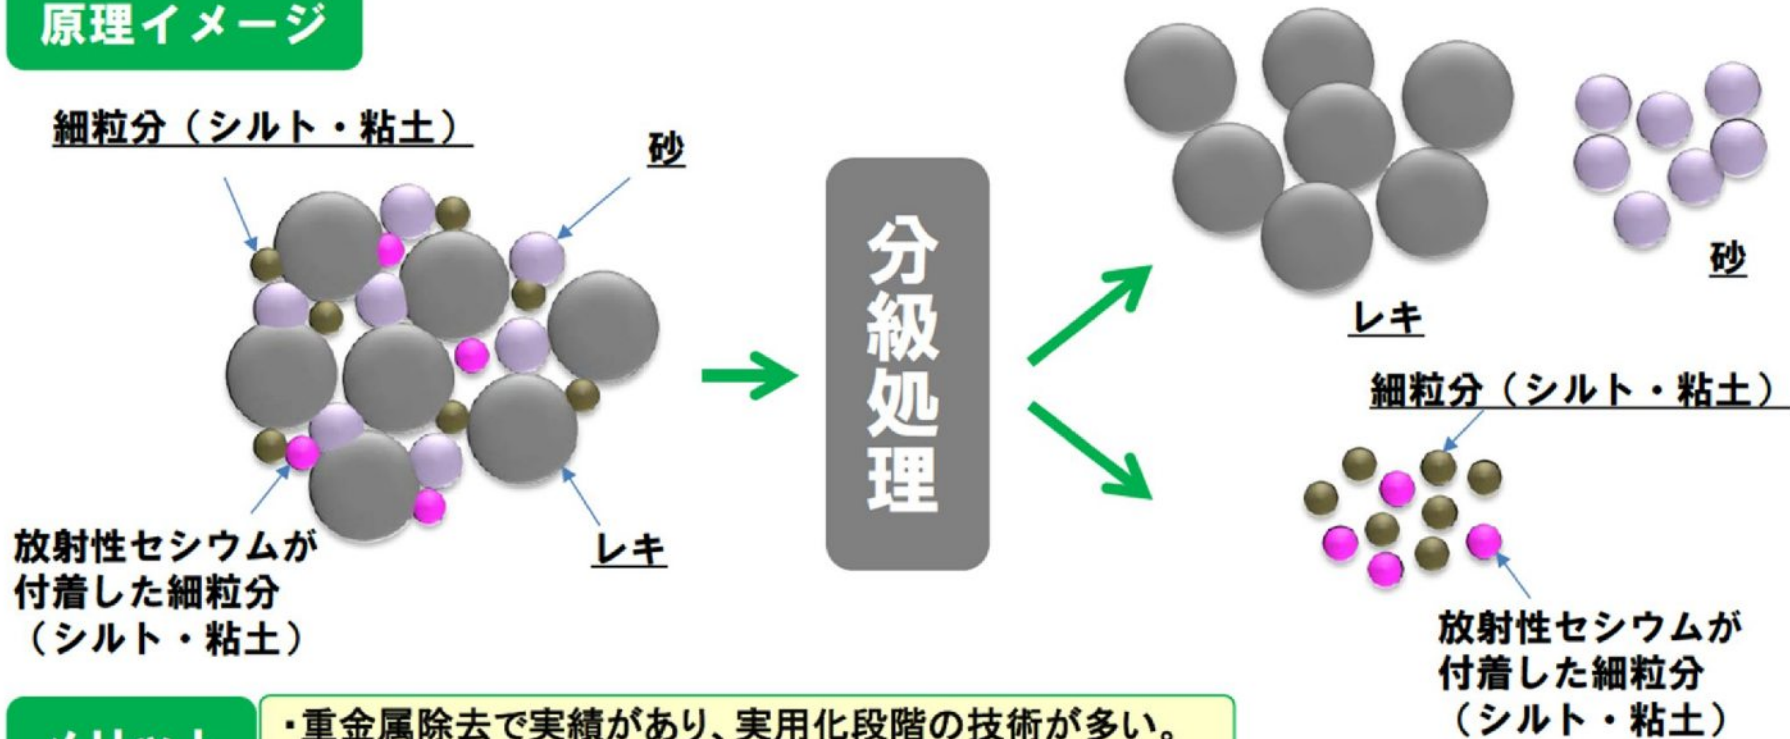 原理イメージ
細粒分（シルト・粘土）
砂
放射性セシウムが
付着した細粒分
（シルト・粘土）
レキ
分級処理
レキ
砂
細粒分（シルト・粘土）
放射性セシウムが
付着した細粒分
（シルト・粘土）
メリット
・重金属除去で実績があり、実用化段階の技術が多い。